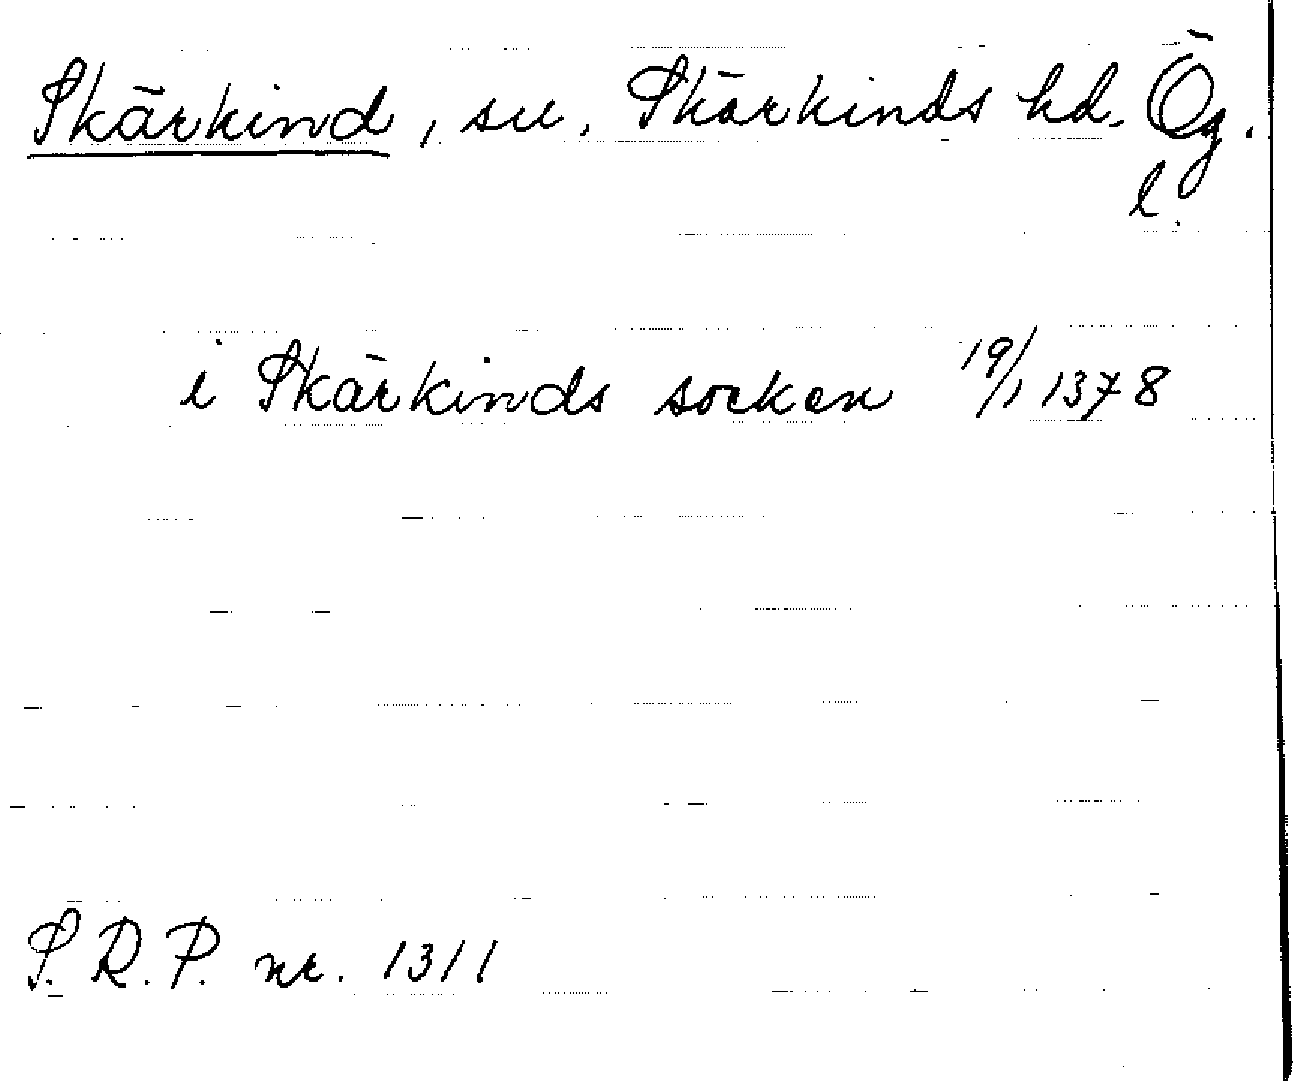 Skärkind, sn, Skärkinds hd. Ög.
l.
i Skärkinds socken 19/1 1378
S.R.P. nr. 1311